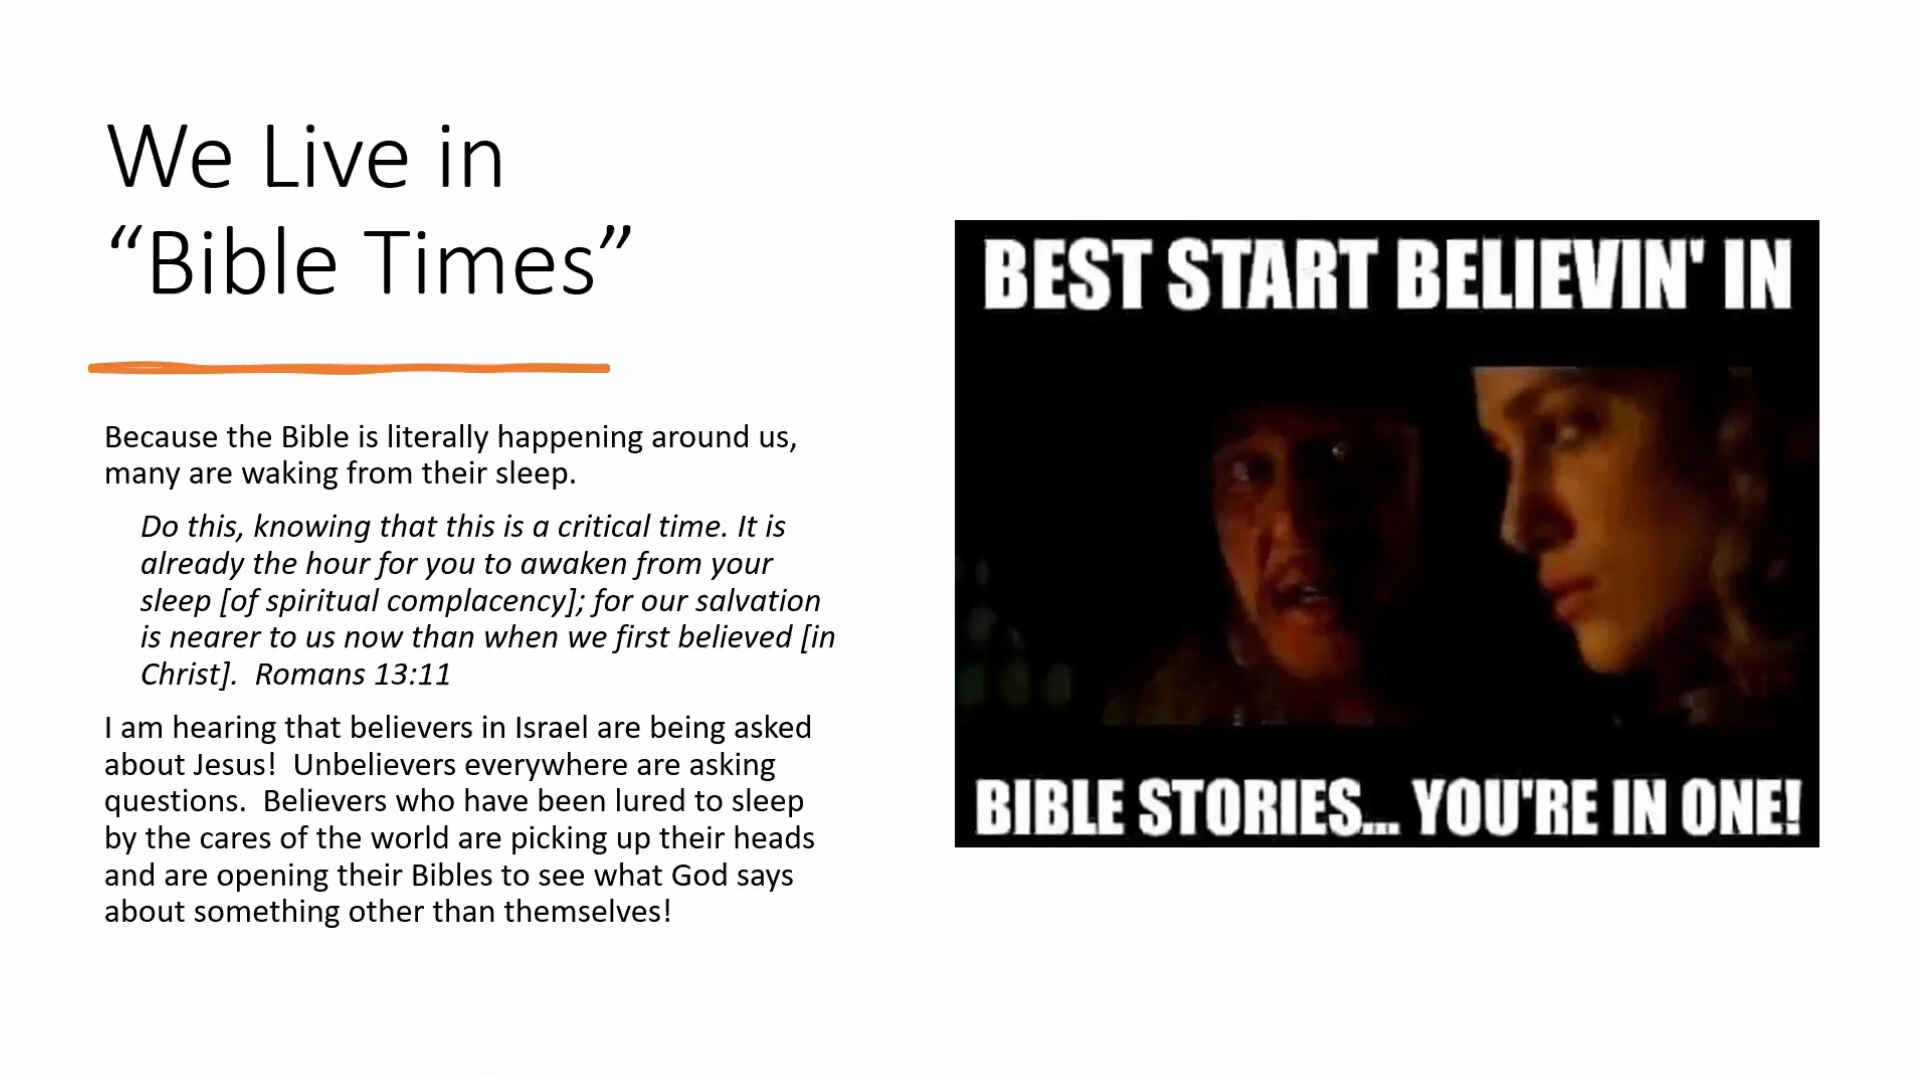 We Live in
“Bible Times”
Because the Bible is literally happening around us,
many are waking from their sleep.
Do this, knowing that this is a critical time. It is
already the hour for you to awaken from your
sleep [of spiritual complacency]; for our salvation
is nearer to us now than when we first believed [in
Christ].  Romans 13:11
I am hearing that believers in Israel are being asked
about Jesus!  Unbelievers everywhere are asking
questions.  Believers who have been lured to sleep
by the cares of the world are picking up their heads
and are opening their Bibles to see what God says
about something other than themselves!
BEST START BELIEVIN' IN
BIBLE STORIES... YOU'RE IN ONE!